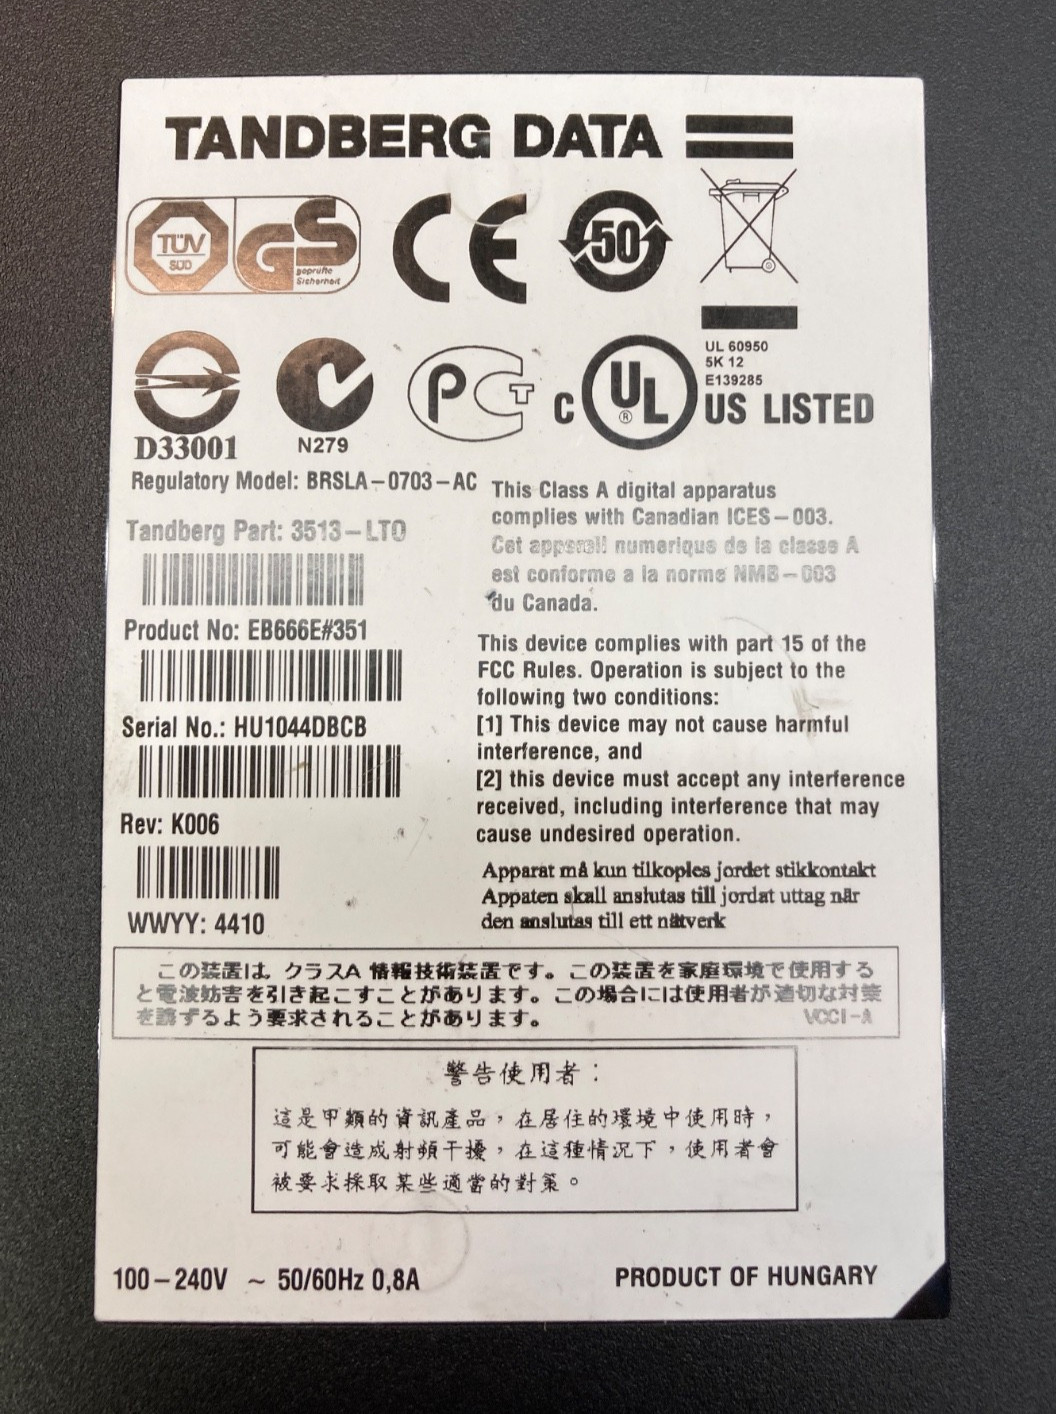 TANDBERG DATA
TÜV
SÜD
GS
geprüfte
Sicherheit
CE
50
D33001
N279
PCT
C UL ® US LISTED
UL 60950
5K 12
E139285
Regulatory Model: BRSLA-0703-AC
Tandberg Part: 3513-LTO
Product No: EB666E#351
Serial No.: HU1044DBCB
Rev: K006
WWYY: 4410
This Class A digital apparatus
complies with Canadian ICES-003.
Cet appareil numerique de la classe A
est conforme a la norme NMB-003
du Canada.
This device complies with part 15 of the
FCC Rules. Operation is subject to the
following two conditions:
[1] This device may not cause harmful
interference, and
[2] this device must accept any interference
received, including interference that may
cause undesired operation.
Apparat må kun tilkoples jordet stikkontakt
Appaten skall anslutas till jordat uttag när
den anslutas till ett nätverk
この装置は、クラスA 情報技術装置です。この装置を家庭環境で使用する
と電波妨害を引き起こすことがあります。この場合には使用者が適切な対策
を講ずるよう要求されることがあります。 VCCI-A
警告使用者：
這是甲類的資訊產品，在居住的環境中使用時，
可能會造成射頻干擾，在這種情況下，使用者會
被要求採取某些適當的對策。
100-240V ~ 50/60Hz 0,8A
PRODUCT OF HUNGARY